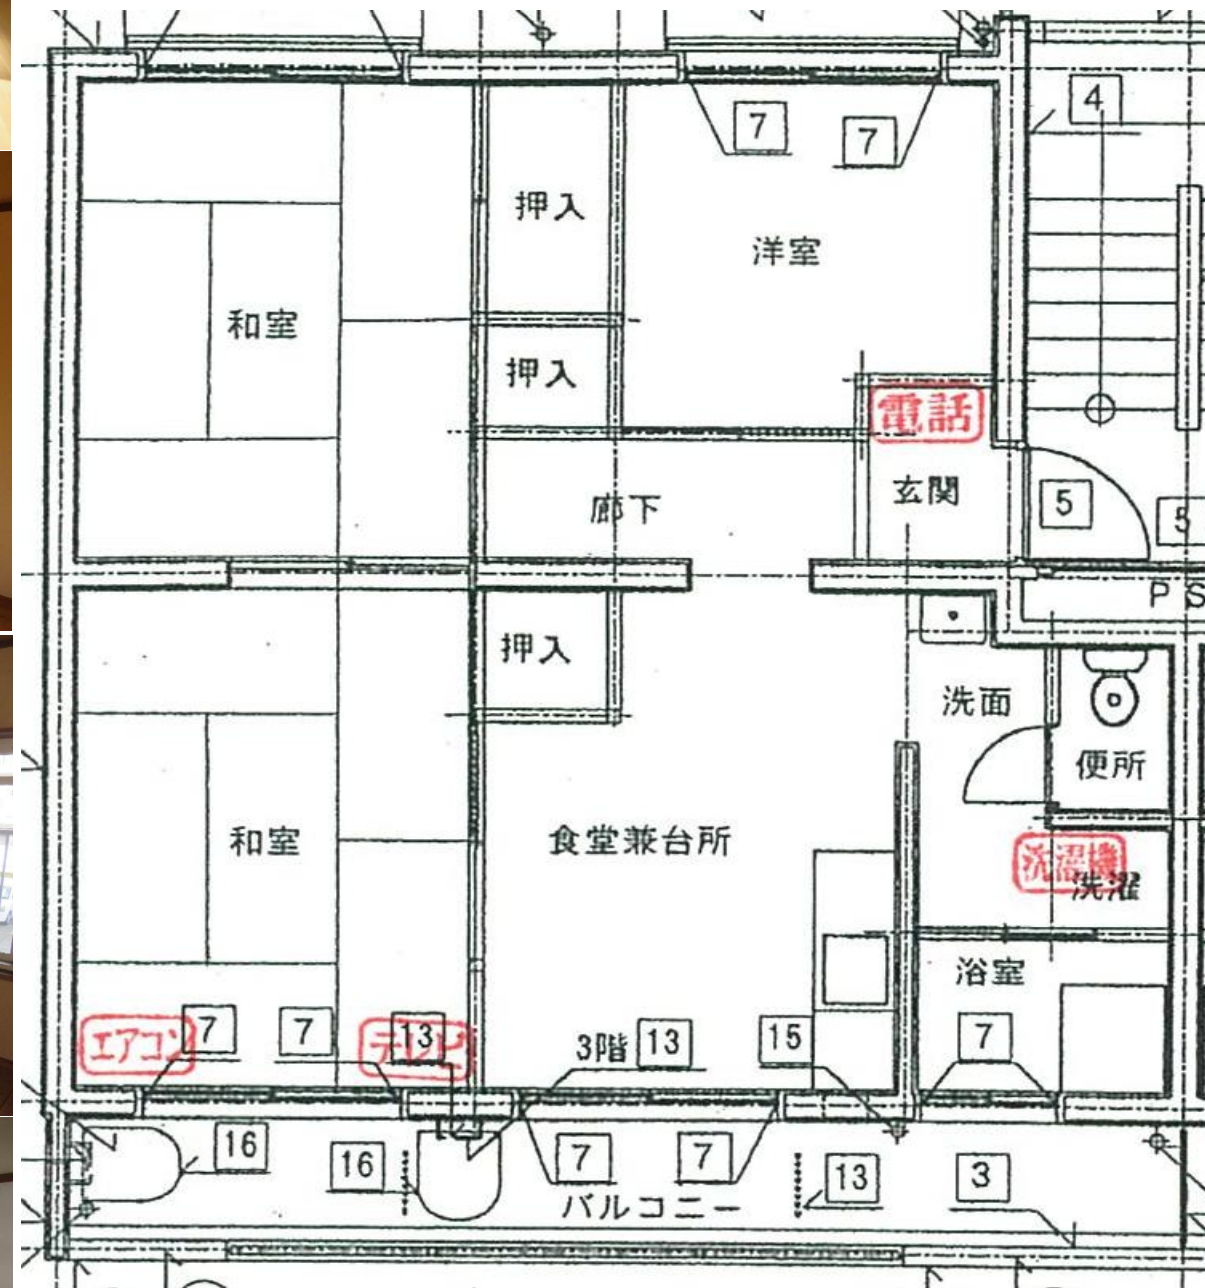 4
7
7
押入
洋室
和室
押入
電話
玄関
廊下
5
5
PS
押入
洗面
便所
和室
食堂兼台所
洗濯機
洗濯
浴室
エアコン
7
7
テレビ
13
3階
13
15
7
16
16
7
7
13
3
バルコニー